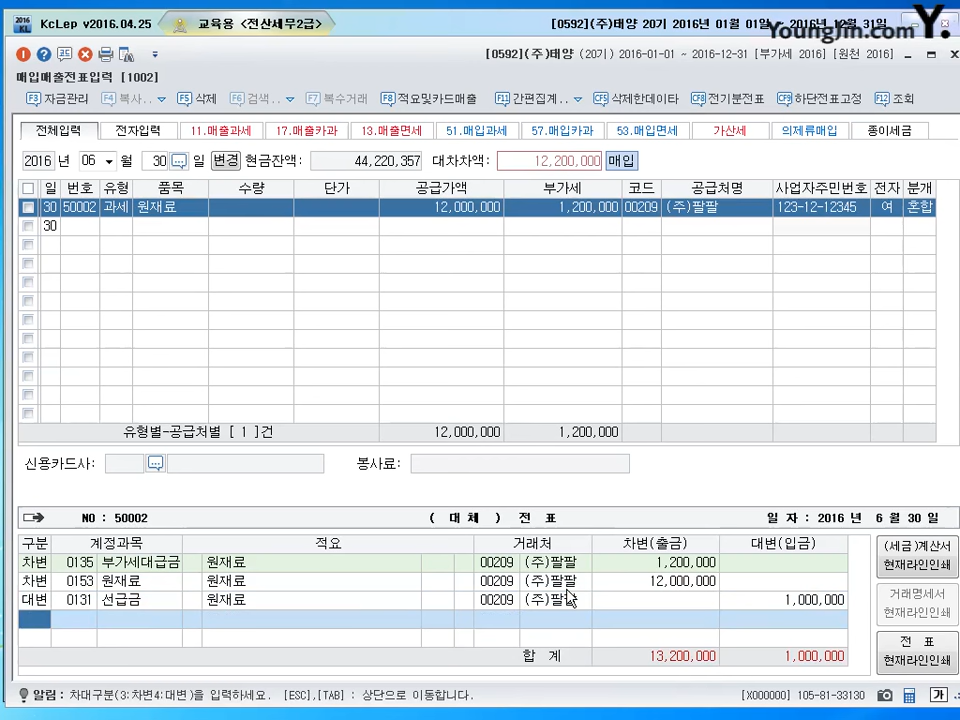 KcLep v2016.04.25 교육용 <전산세무2급> [0592](주)태양 20기 2016년 01월 01일~2016년 12월 31일
YoungJin.com Y.
[0592](주)태양 (20기) 2016-01-01 ~ 2016-12-31 [부가세 2016] [원천 2016]
매입매출전표입력 [1002]
F3 자금관리 F4 복사.. F5 삭제 F6 검색.. F7 복수거래 F8 적요및카드매출 F11 간편집계.. CF5 삭제한데이타 CF8 전기분전표 CF9 하단전표고정 F12 조회
전체입력 전자입력 11.매출과세 17.매출카과 13.매출면세 51.매입과세 57.매입카과 53.매입면세 가산세 의제류매입 종이세금
2016 년 06 월 30 일 변경 현금잔액: 44,220,357 대차차액: 12,200,000 매입
일 번호 유형 품목 수량 단가 공급가액 부가세 코드 공급처명 사업자주민번호 전자 분개
30 50002 과세 원재료 12,000,000 1,200,000 00209 (주)팔팔 123-12-12345 여 혼합
30
유형별-공급처별 [ 1 ]건 12,000,000 1,200,000
신용카드사: 봉사료:
NO : 50002 ( 대 체 ) 전 표 일 자 : 2016 년 6 월 30 일
구분 계정과목 적요 거래처 차변(출금) 대변(입금)
차변 0135 부가세대급금 원재료 00209 (주)팔팔 1,200,000
차변 0153 원재료 원재료 00209 (주)팔팔 12,000,000
대변 0131 선급금 원재료 00209 (주)팔팔 1,000,000
합 계 13,200,000 1,000,000
(세금)계산서
현재라인인쇄
거래명세서
현재라인인쇄
전 표
현재라인인쇄
알림 : 차대구분(3:차변4:대변)을 입력하세요. [ESC],[TAB] : 상단으로 이동합니다. [X000000] 105-81-33130 가